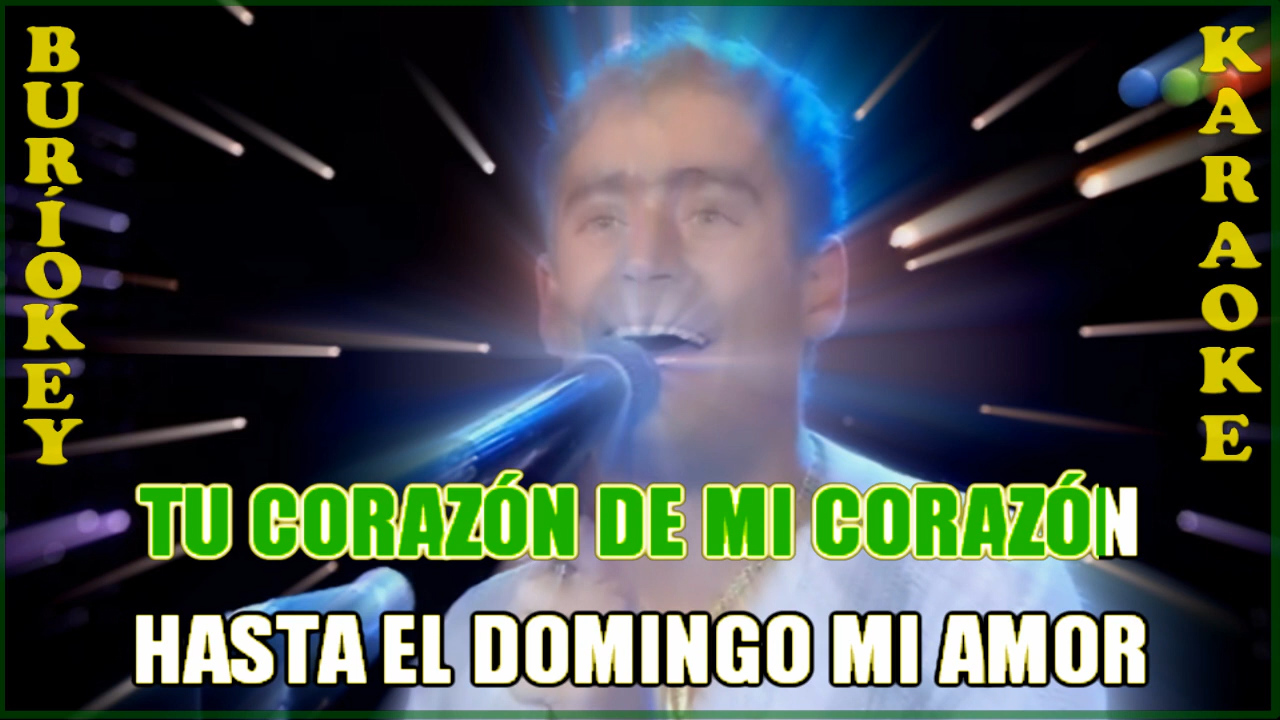 BURÍOKEY
KARAOKE
TU CORAZÓN DE MI CORAZÓN
HASTA EL DOMINGO MI AMOR